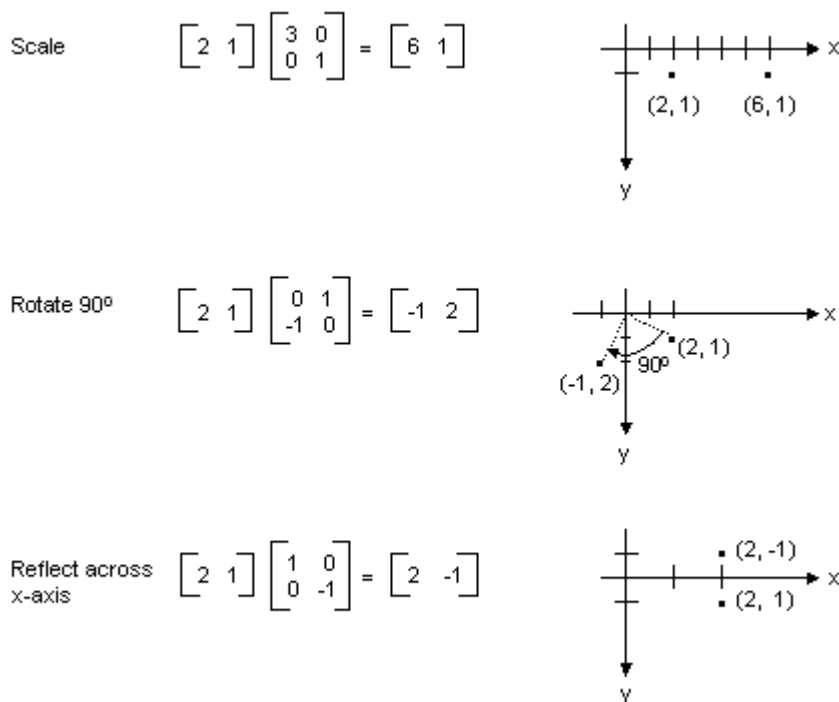 Scale
[2 1] [3 0
0 1] = [6 1]
x
(2, 1) (6, 1)
y
Rotate 90º
[2 1] [0 1
-1 0] = [-1 2]
x
(2, 1)
90º
(-1, 2)
y
Reflect across
x-axis
[2 1] [1 0
0 -1] = [2 -1]
(2, -1)
x
(2, 1)
y